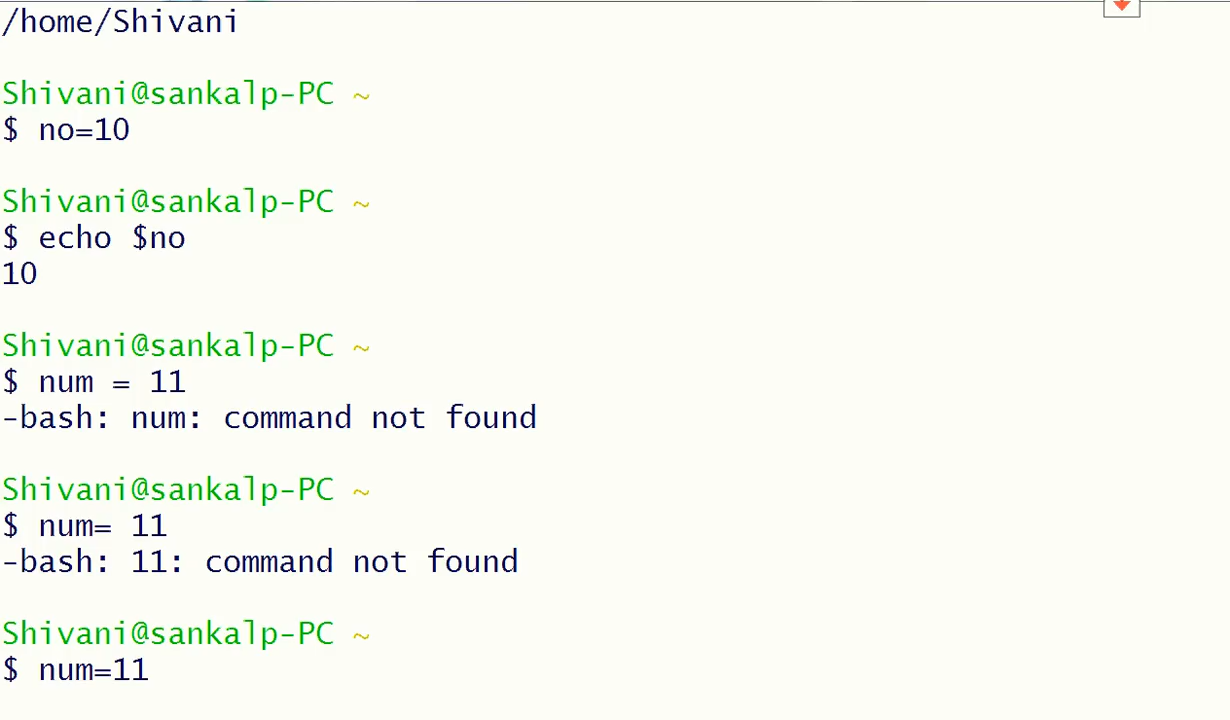 /home/Shivani
Shivani@sankalp-PC ~
$ no=10
Shivani@sankalp-PC ~
$ echo $no
10
Shivani@sankalp-PC ~
$ num = 11
-bash: num: command not found
Shivani@sankalp-PC ~
$ num= 11
-bash: 11: command not found
Shivani@sankalp-PC ~
$ num=11